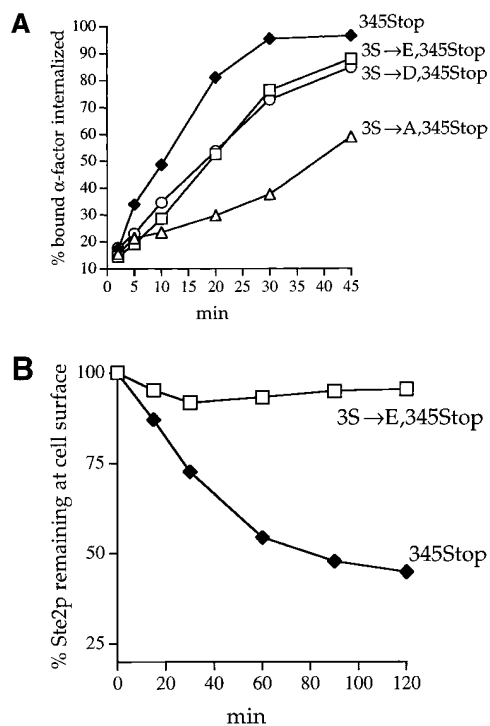 A
345Stop
3S→E,345Stop
3S→D,345Stop
3S→A,345Stop
% bound α-factor internalized
100
90
80
70
60
50
40
30
20
10
0 5 10 15 20 25 30 35 40 45
min
B
3S→E,345Stop
345Stop
% Ste2p remaining at cell surface
100
75
50
25
0 20 40 60 80 100 120
min